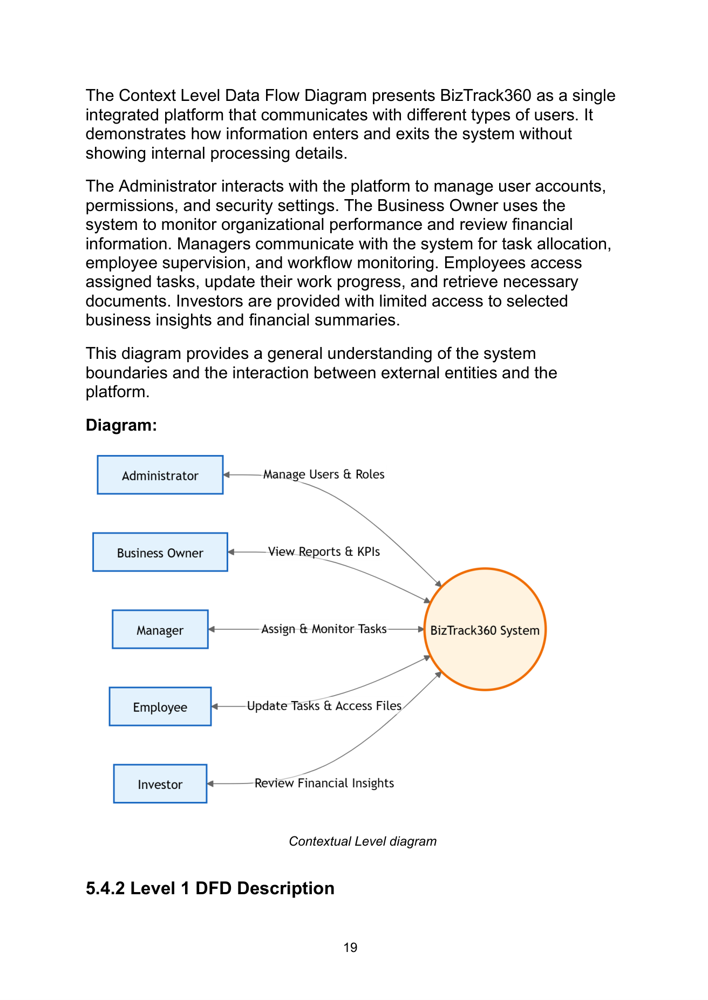 The Context Level Data Flow Diagram presents BizTrack360 as a single
integrated platform that communicates with different types of users. It
demonstrates how information enters and exits the system without
showing internal processing details.
The Administrator interacts with the platform to manage user accounts,
permissions, and security settings. The Business Owner uses the
system to monitor organizational performance and review financial
information. Managers communicate with the system for task allocation,
employee supervision, and workflow monitoring. Employees access
assigned tasks, update their work progress, and retrieve necessary
documents. Investors are provided with limited access to selected
business insights and financial summaries.
This diagram provides a general understanding of the system
boundaries and the interaction between external entities and the
platform.
Diagram:
Administrator
Manage Users & Roles
Business Owner
View Reports & KPIs
Manager
Assign & Monitor Tasks
BizTrack360 System
Employee
Update Tasks & Access Files
Investor
Review Financial Insights
Contextual Level diagram
5.4.2 Level 1 DFD Description
19